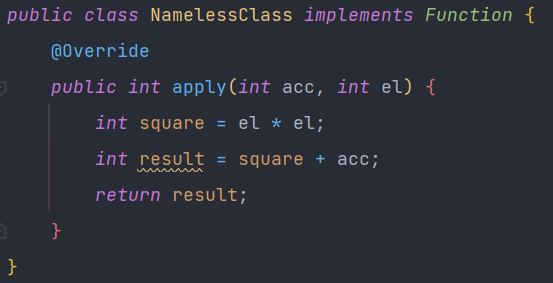 public class NamelessClass implements Function {
@Override
public int apply(int acc, int el) {
int square = el * el;
int result = square + acc;
return result;
}
}